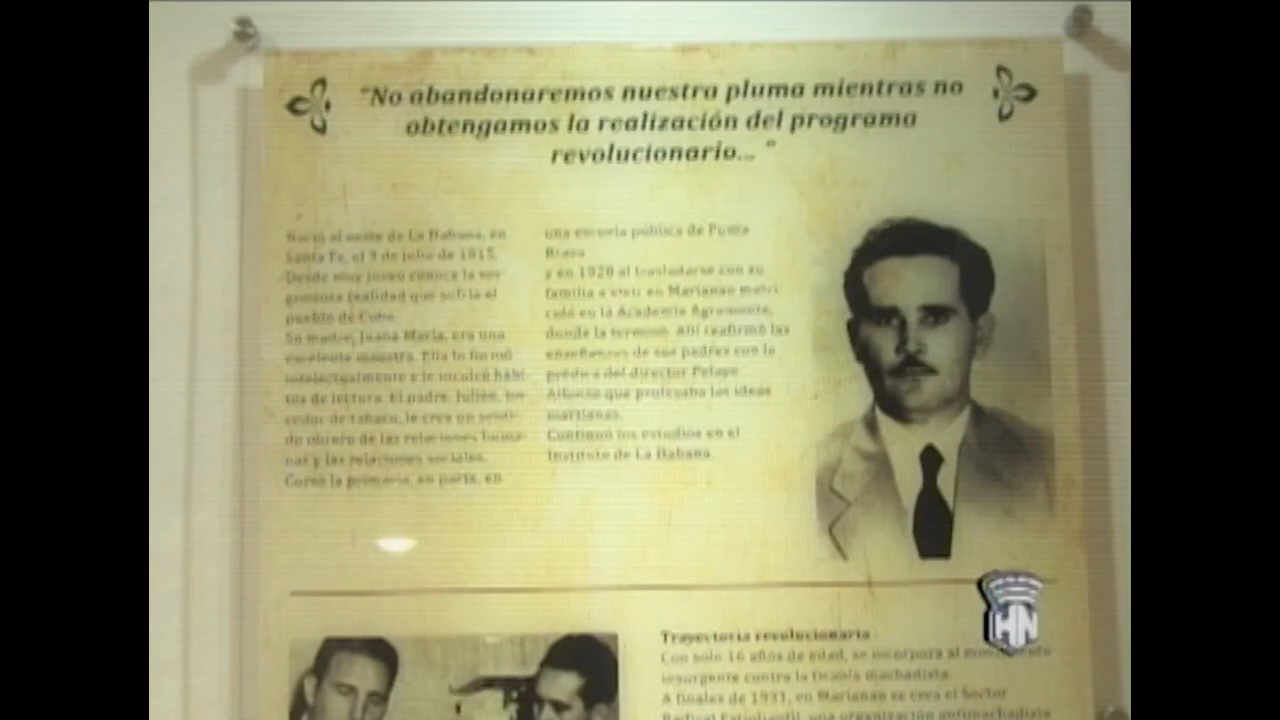 "No abandonaremos nuestra pluma mientras no
obtengamos la realización del programa
revolucionario... "
Nació al oeste de La Habana, en
Santa Fe, el 3 de julio de 1915.
Desde muy joven conoce la ver-
gonzosa realidad que sufría el
pueblo de Cuba.
Su madre, Juana María, era una
excelente maestra. Ella lo formó
intelectualmente y le inculcó hábi-
tos de lectura. El padre, Julián, tor-
cedor de tabaco, le crea un senti-
do obrero de las relaciones huma-
nas y las relaciones sociales.
Cursó la primaria, en parte, en
una escuela pública de Punta
Brava
y en 1928 al trasladarse con su
familia a vivir en Marianao matri-
culó en la Academia Agramonte,
donde la terminó. Allí reafirmó las
enseñanzas de sus padres con la
prédica del director Pelayo
Alfonso que profesaba las ideas
martianas.
Continuó los estudios en el
Instituto de La Habana.
Trayectoria revolucionaria
Con solo 16 años de edad, se incorpora al movimiento
insurgente contra la tiranía machadista.
A finales de 1931, en Marianao se crea el Sector
Radical Estudiantil, una organización antimachadista
HN